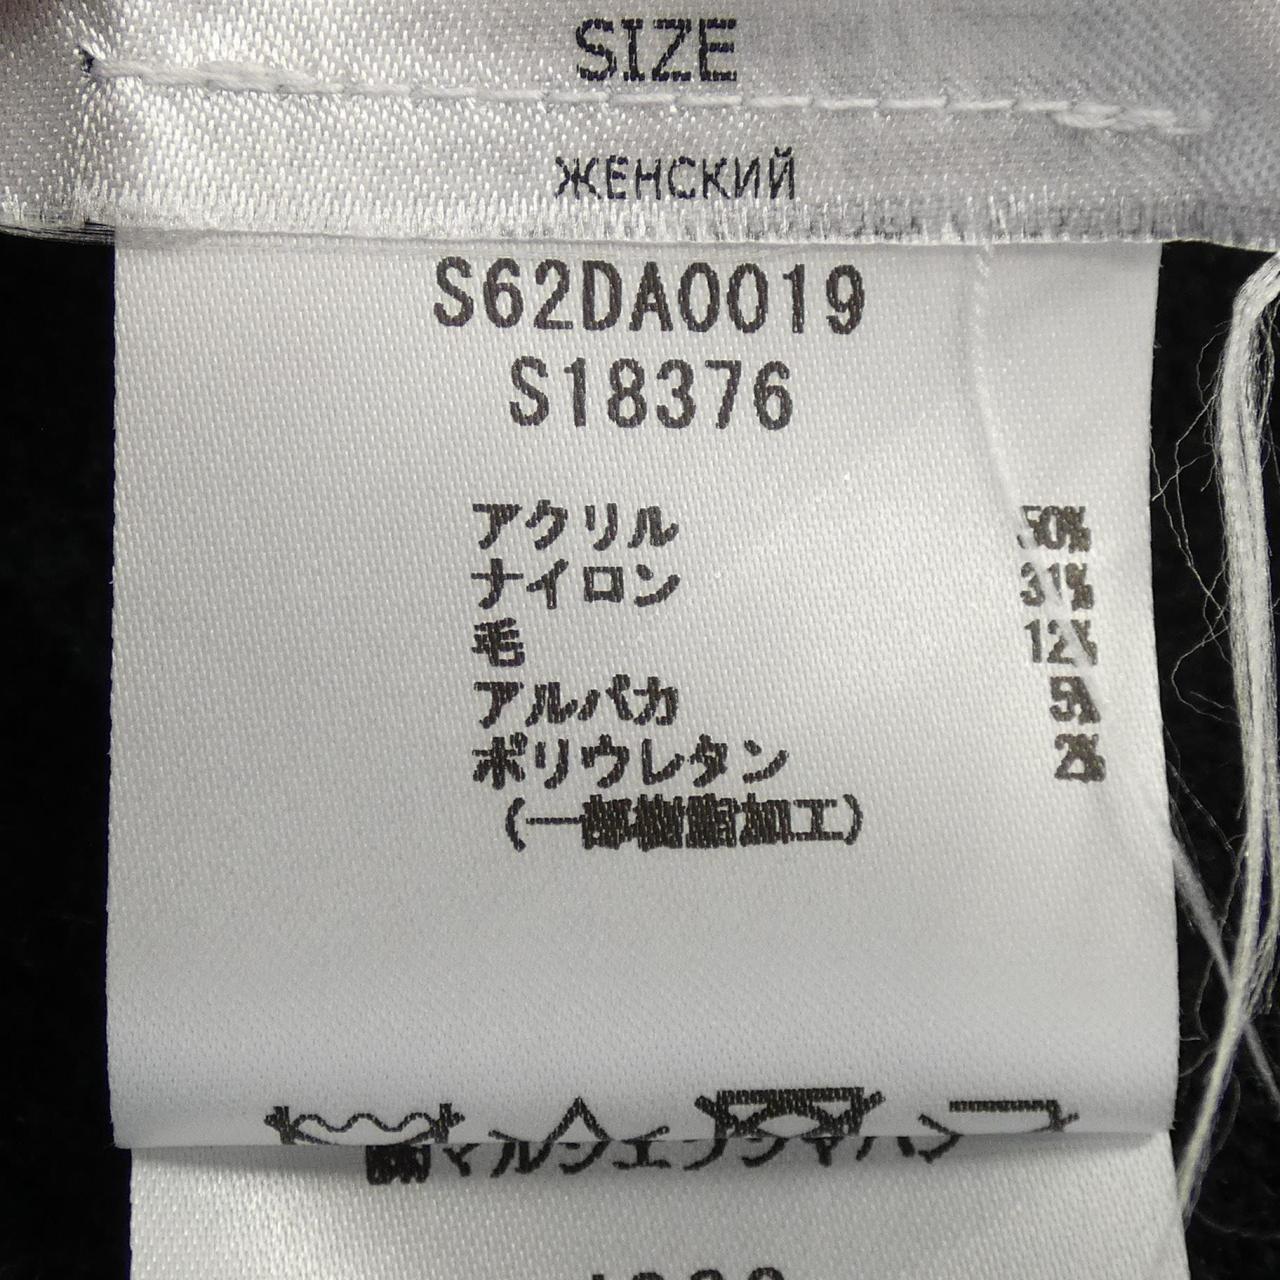 SIZE
ЖЕНСКИЙ
S62DA0019
S18376
アクリル 50%
ナイロン 31%
毛 12%
アルパカ 5%
ポリウレタン 2%
(一部樹脂加工)